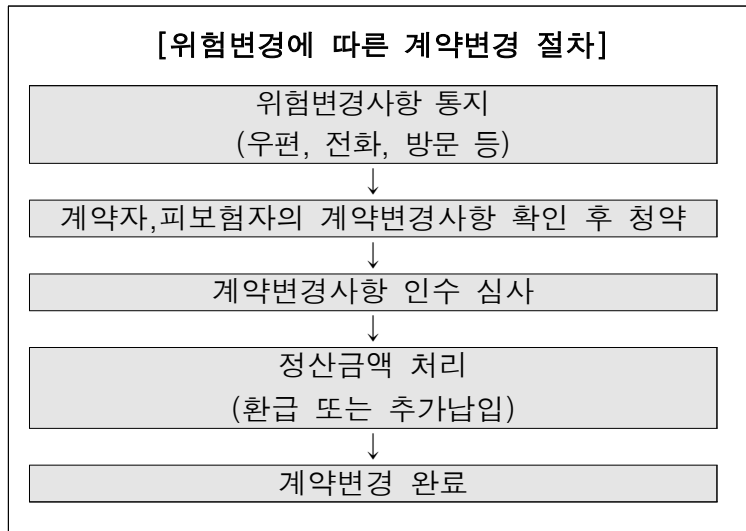 [위험변경에 따른 계약변경 절차]
위험변경사항 통지
(우편, 전화, 방문 등)
↓
계약자,피보험자의 계약변경사항 확인 후 청약
↓
계약변경사항 인수 심사
↓
정산금액 처리
(환급 또는 추가납입)
↓
계약변경 완료